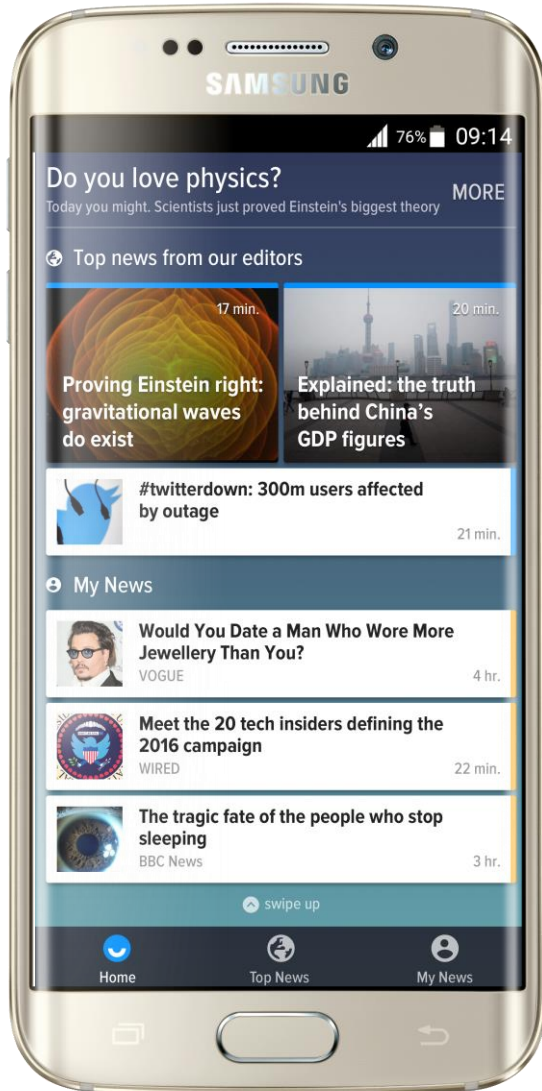 SAMSUNG
76% 09:14
Do you love physics?
MORE
Today you might. Scientists just proved Einstein's biggest theory
Top news from our editors
17 min.
Proving Einstein right:
gravitational waves
do exist
20 min.
Explained: the truth
behind China's
GDP figures
#twitterdown: 300m users affected
by outage
21 min.
My News
Would You Date a Man Who Wore More
Jewellery Than You?
VOGUE
4 hr.
Meet the 20 tech insiders defining the
2016 campaign
WIRED
22 min.
The tragic fate of the people who stop
sleeping
BBC News
3 hr.
swipe up
Home
Top News
My News